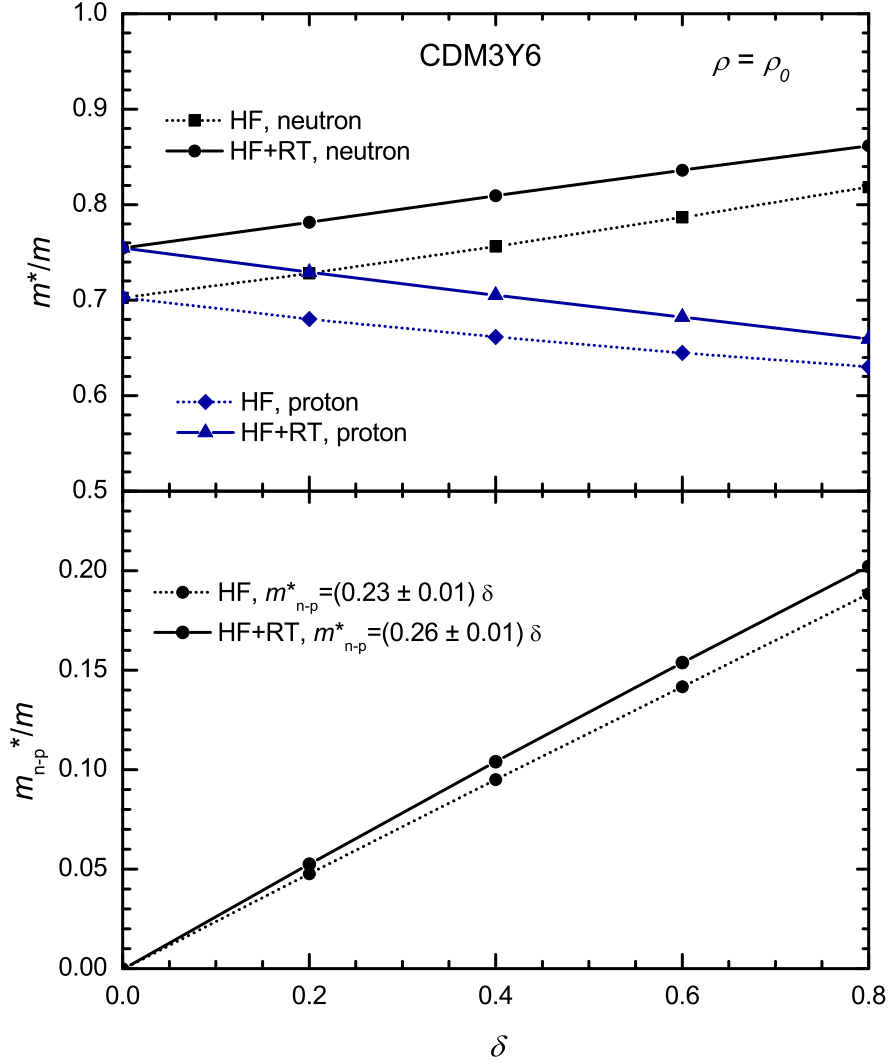 CDM3Y6
ρ = ρ₀
HF, neutron
HF+RT, neutron
HF, proton
HF+RT, proton
m*/m
1.0
0.9
0.8
0.7
0.6
0.5
HF, m*ₙ₋ₚ=(0.23 ± 0.01) δ
HF+RT, m*ₙ₋ₚ=(0.26 ± 0.01) δ
mₙ₋ₚ*/m
0.20
0.15
0.10
0.05
0.00
0.0 0.2 0.4 0.6 0.8
δ